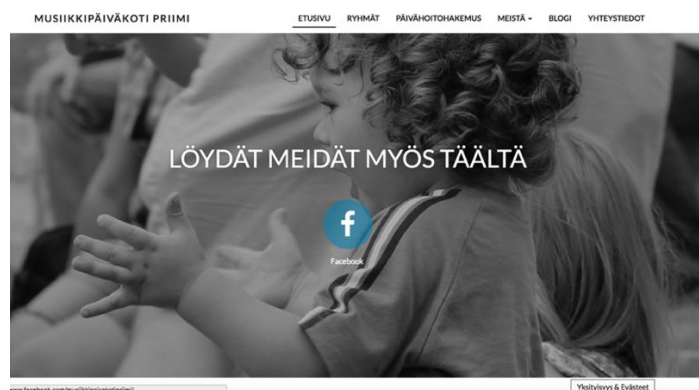 MUSIIKKIPÄIVÄKOTI PRIIMI
ETUSIVU RYHMÄT PÄIVÄHOITOHAKEMUS MEISTÄ BLOGI YHTEYSTIEDOT
LÖYDÄT MEIDÄT MYÖS TÄÄLTÄ
f
Facebook
Yksityisyys & Evästeet